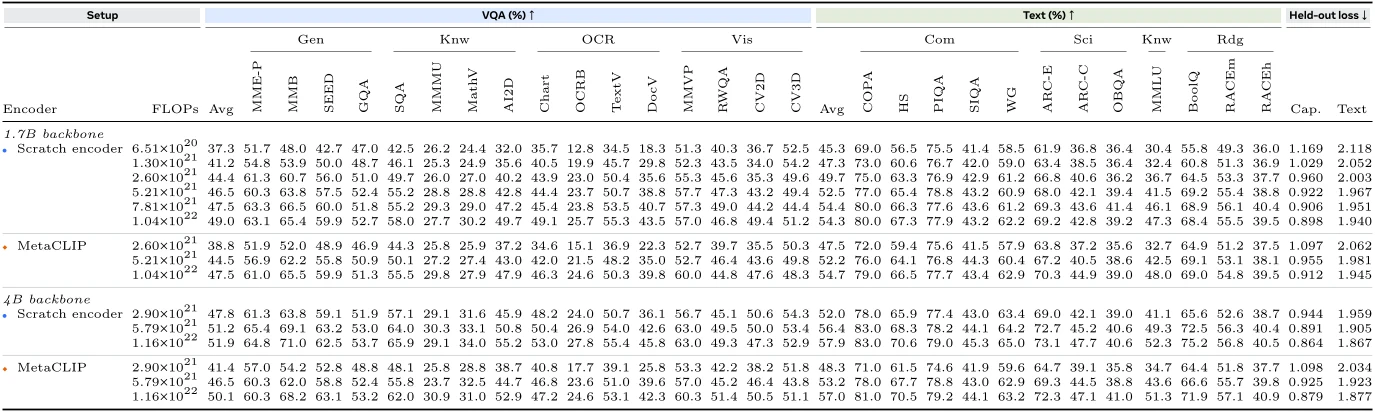 Setup VQA (%) ↑ Text (%) ↑ Held-out loss ↓
Gen Knw OCR Vis Com Sci Knw Rdg
Encoder FLOPs Avg MME-P MMB SEED GQA SQA MMMU MathV AI2D Chart OCRB TextV DocV MMVP RWQA CV2D CV3D Avg COPA HS PIQA SIQA WG ARC-E ARC-C OBQA MMLU BoolQ RACEm RACEh Cap. Text
1.7B backbone
Scratch encoder 6.51×10^20 37.3 51.7 48.0 42.7 47.0 42.5 26.2 24.4 32.0 35.7 12.8 34.5 18.3 51.3 40.3 36.7 52.5 45.3 69.0 56.5 75.5 41.4 58.5 61.9 36.8 36.4 30.4 55.8 49.3 36.0 1.169 2.118
1.30×10^21 41.2 54.8 53.9 50.0 48.7 46.1 25.3 24.9 35.6 40.5 19.9 45.7 29.8 52.3 43.5 34.0 54.2 47.3 73.0 60.6 76.7 42.0 59.0 63.4 38.5 36.4 32.4 60.8 51.3 36.9 1.029 2.052
2.60×10^21 44.4 61.3 60.7 56.0 51.0 49.7 26.0 27.0 40.2 43.9 23.0 50.4 35.6 55.3 45.6 35.3 49.6 49.7 75.0 63.3 76.9 42.9 61.2 66.8 40.6 36.2 36.7 64.5 53.3 37.7 0.960 2.003
5.21×10^21 46.5 60.3 63.8 57.5 52.4 55.2 28.8 28.8 42.8 44.4 23.7 50.7 38.8 57.7 47.3 43.2 49.4 52.5 77.0 65.4 78.8 43.2 60.9 68.0 42.1 39.4 41.5 69.2 55.4 38.8 0.922 1.967
7.81×10^21 47.5 63.3 66.5 60.0 51.8 55.2 29.3 29.0 47.2 45.4 23.8 53.5 40.7 57.3 49.0 44.2 44.4 54.4 80.0 66.3 77.6 43.6 61.2 69.3 43.6 41.4 46.1 68.9 56.1 40.4 0.906 1.951
1.04×10^22 49.0 63.1 65.4 59.9 52.7 58.0 27.7 30.2 49.7 49.1 25.7 55.3 43.5 57.0 46.8 49.4 51.2 54.3 80.0 67.3 77.9 43.2 62.2 69.2 42.8 39.2 47.3 68.4 55.5 39.5 0.898 1.940
MetaCLIP 2.60×10^21 38.8 51.9 52.0 48.9 46.9 44.3 25.8 25.9 37.2 34.6 15.1 36.9 22.3 52.7 39.7 35.5 50.3 47.5 72.0 59.4 75.6 41.5 57.9 63.8 37.2 35.6 32.7 64.9 51.2 37.5 1.097 2.062
5.21×10^21 44.5 56.9 62.2 55.8 50.9 50.1 27.2 27.4 43.0 42.0 21.5 48.2 35.0 52.7 46.4 43.6 49.8 52.2 76.0 64.1 76.8 44.3 60.4 67.2 40.5 38.6 42.5 69.1 53.1 38.1 0.955 1.981
1.04×10^22 47.5 61.0 65.5 59.9 51.3 55.5 29.8 27.9 47.9 46.3 24.6 50.3 39.8 60.0 44.8 47.6 48.3 54.7 79.0 66.5 77.7 43.4 62.9 70.3 44.9 39.0 48.0 69.0 54.8 39.5 0.912 1.945
4B backbone
Scratch encoder 2.90×10^21 47.8 61.3 63.8 59.1 51.9 57.1 29.1 31.6 45.9 48.2 24.0 50.7 36.1 56.7 45.1 50.6 54.3 52.0 78.0 65.9 77.4 43.0 63.4 69.0 42.1 39.0 41.1 65.6 52.6 38.7 0.944 1.959
5.79×10^21 51.2 65.4 69.1 63.2 53.0 64.0 30.3 33.1 50.8 50.4 26.9 54.0 42.6 63.0 49.5 50.0 53.4 56.4 83.0 68.3 78.2 44.1 64.2 72.7 45.2 40.6 49.3 72.5 56.3 40.4 0.891 1.905
1.16×10^22 51.9 64.8 71.0 62.5 53.7 65.9 29.1 34.0 55.2 53.0 27.8 55.4 45.8 63.0 49.3 47.3 52.9 57.9 83.0 70.6 79.0 45.3 65.0 73.1 47.7 40.6 52.3 75.2 56.8 40.5 0.864 1.867
MetaCLIP 2.90×10^21 41.4 57.0 54.2 52.8 48.8 48.1 25.8 28.8 38.7 40.8 17.7 39.1 25.8 53.3 42.2 38.2 51.8 48.3 71.0 61.5 74.6 41.9 59.6 64.7 39.1 35.8 34.7 64.4 51.8 37.7 1.098 2.034
5.79×10^21 46.5 60.3 62.0 58.8 52.4 55.8 23.7 32.5 44.7 46.8 23.6 51.0 39.6 57.0 45.2 46.4 43.8 53.2 78.0 67.7 78.8 43.0 62.9 69.3 44.5 38.8 43.6 66.6 55.7 39.8 0.925 1.923
1.16×10^22 50.1 60.3 68.2 63.1 53.2 62.0 30.9 31.0 52.9 47.2 24.6 53.1 42.3 60.3 51.4 50.5 51.1 57.0 81.0 70.5 79.2 44.1 63.2 72.3 47.1 41.0 51.3 71.9 57.1 40.9 0.879 1.877